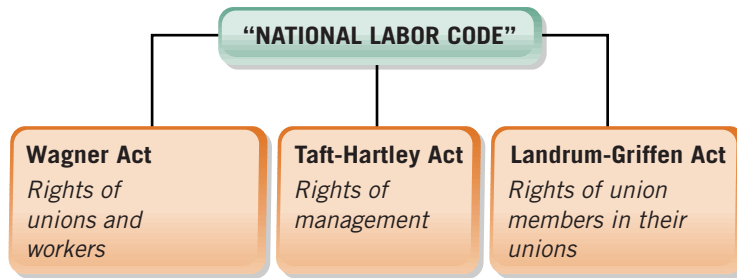 “NATIONAL LABOR CODE”
Wagner Act
Rights of
unions and
workers
Taft-Hartley Act
Rights of
management
Landrum-Griffen Act
Rights of union
members in their
unions